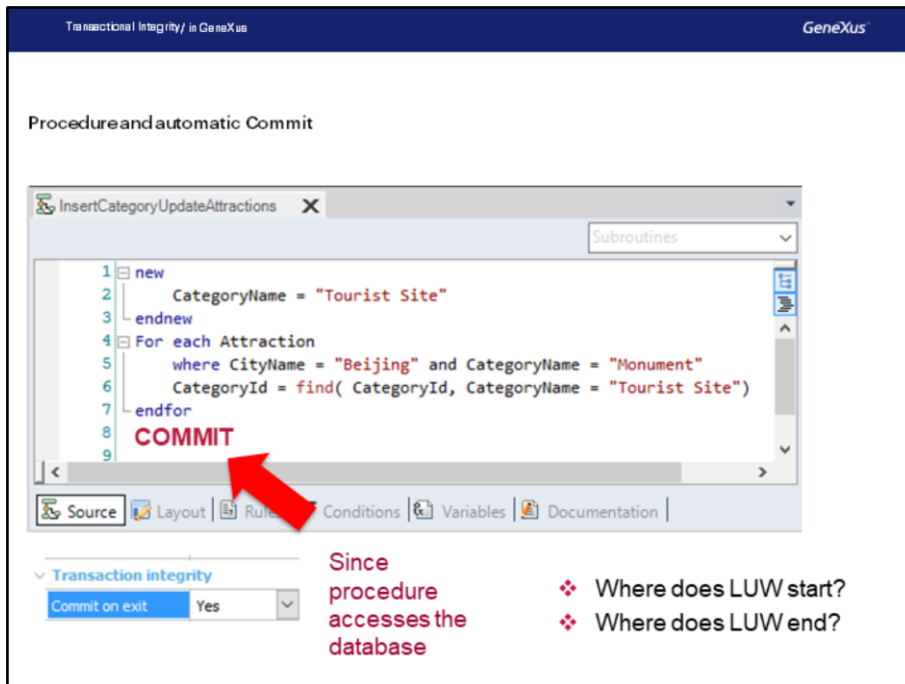 Transactional Integrity/ in GeneXus
GeneXus
Procedure and automatic Commit
InsertCategoryUpdateAttractions X
Subroutines
1 new
2 CategoryName = "Tourist Site"
3 endnew
4 For each Attraction
5 where CityName = "Beijing" and CategoryName = "Monument"
6 CategoryId = find( CategoryId, CategoryName = "Tourist Site")
7 endfor
8 COMMIT
9
Source Layout Conditions Variables Documentation
Transaction integrity
Commit on exit Yes
Since
procedure
accesses the
database
❖ Where does LUW start?
❖ Where does LUW end?